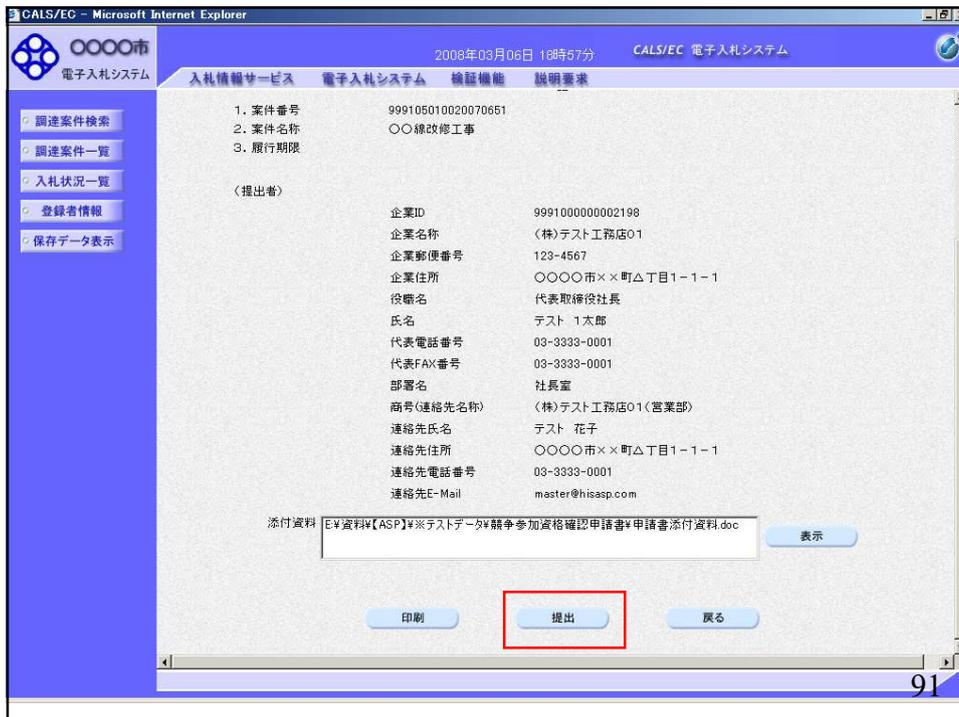 CALS/EC - Microsoft Internet Explorer
〇〇〇〇市
電子入札システム
2008年03月06日 18時57分
CALS/EC 電子入札システム
入札情報サービス 電子入札システム 検証機能 説明要求
調達案件検索
調達案件一覧
入札状況一覧
登録者情報
保存データ表示
1. 案件番号 999105010020070651
2. 案件名称 〇〇線改修工事
3. 履行期限
(提出者)
企業ID 9991000000002198
企業名称 (株)テスト工務店01
企業郵便番号 123-4567
企業住所 〇〇〇〇市××町△丁目1-1-1
役職名 代表取締役社長
氏名 テスト 1太郎
代表電話番号 03-3333-0001
代表FAX番号 03-3333-0001
部署名 社長室
商号(連絡先名称) (株)テスト工務店01(営業部)
連絡先氏名 テスト 花子
連絡先住所 〇〇〇〇市××町△丁目1-1-1
連絡先電話番号 03-3333-0001
連絡先E-Mail master@hisasp.com
添付資料 E:¥資料¥【ASP】¥※テストデータ¥競争参加資格確認申請書¥申請書添付資料.doc
表示
印刷 提出 戻る
91